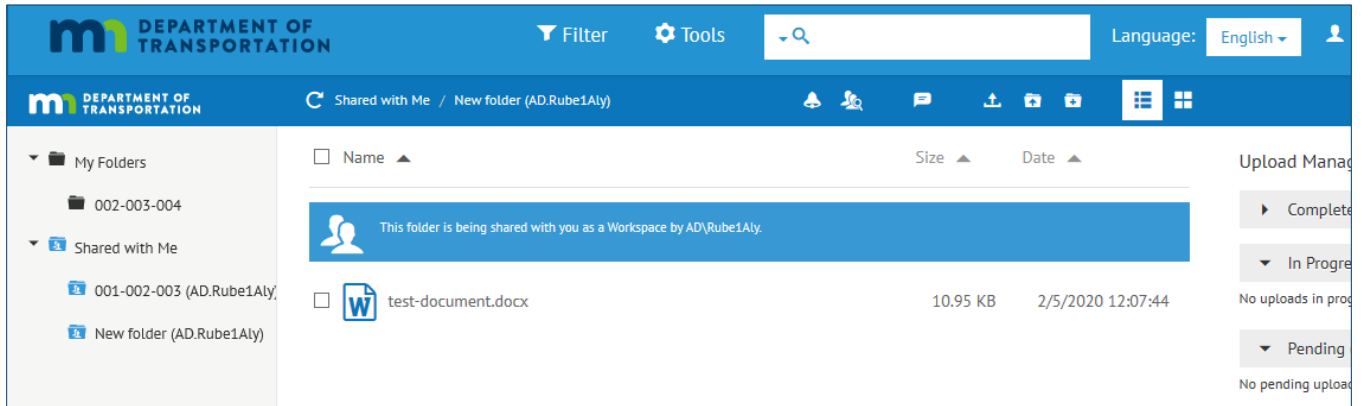 DEPARTMENT OF
TRANSPORTATION
Filter
Tools
Language:
English
DEPARTMENT OF
TRANSPORTATION
Shared with Me / New folder (AD.Rube1Aly)
My Folders
002-003-004
Shared with Me
001-002-003 (AD.Rube1Aly)
New folder (AD.Rube1Aly)
Name
Size
Date
This folder is being shared with you as a Workspace by AD\Rube1Aly.
test-document.docx
10.95 KB
2/5/2020 12:07:44
Upload Manag
Complete
In Progre
No uploads in prog
Pending
No pending upload